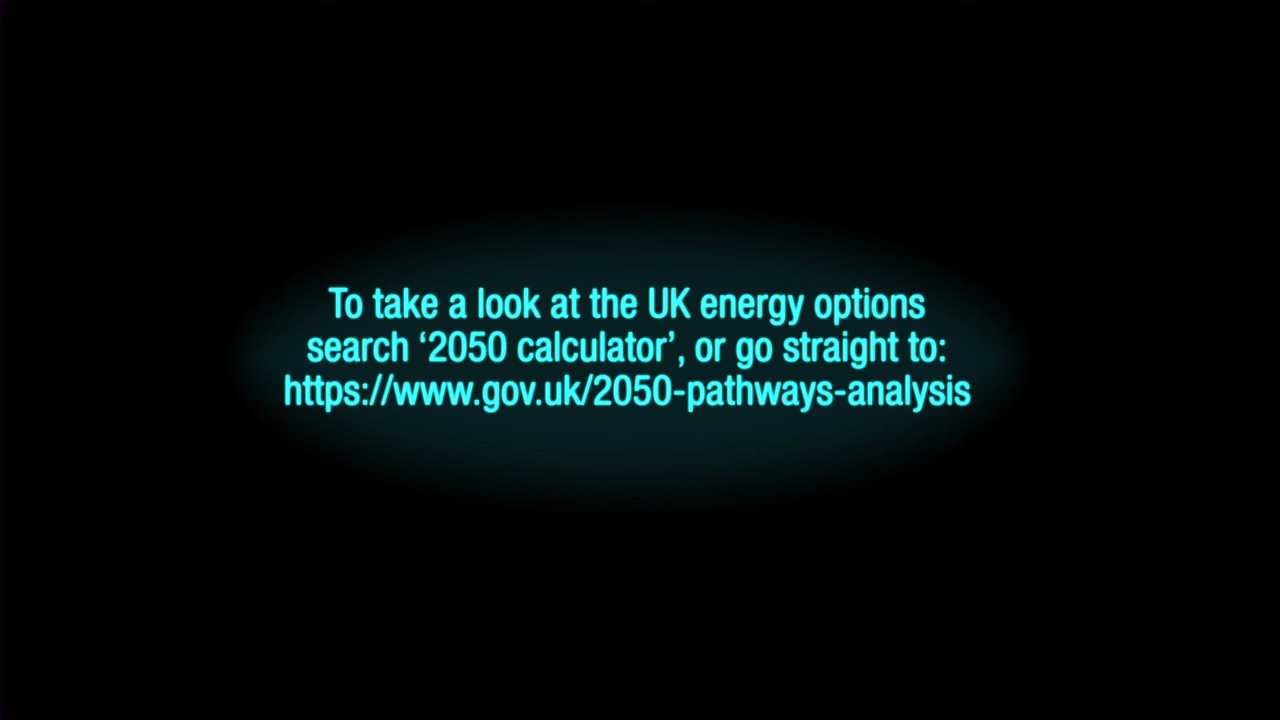 To take a look at the UK energy options
search ‘2050 calculator’, or go straight to:
https://www.gov.uk/2050-pathways-analysis